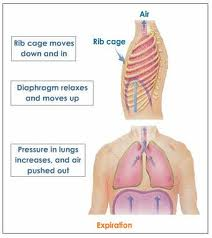 Air
Rib cage moves
down and in
Rib cage
Diaphragm relaxes
and moves up
Pressure in lungs
increases, and air
pushed out
Expiration